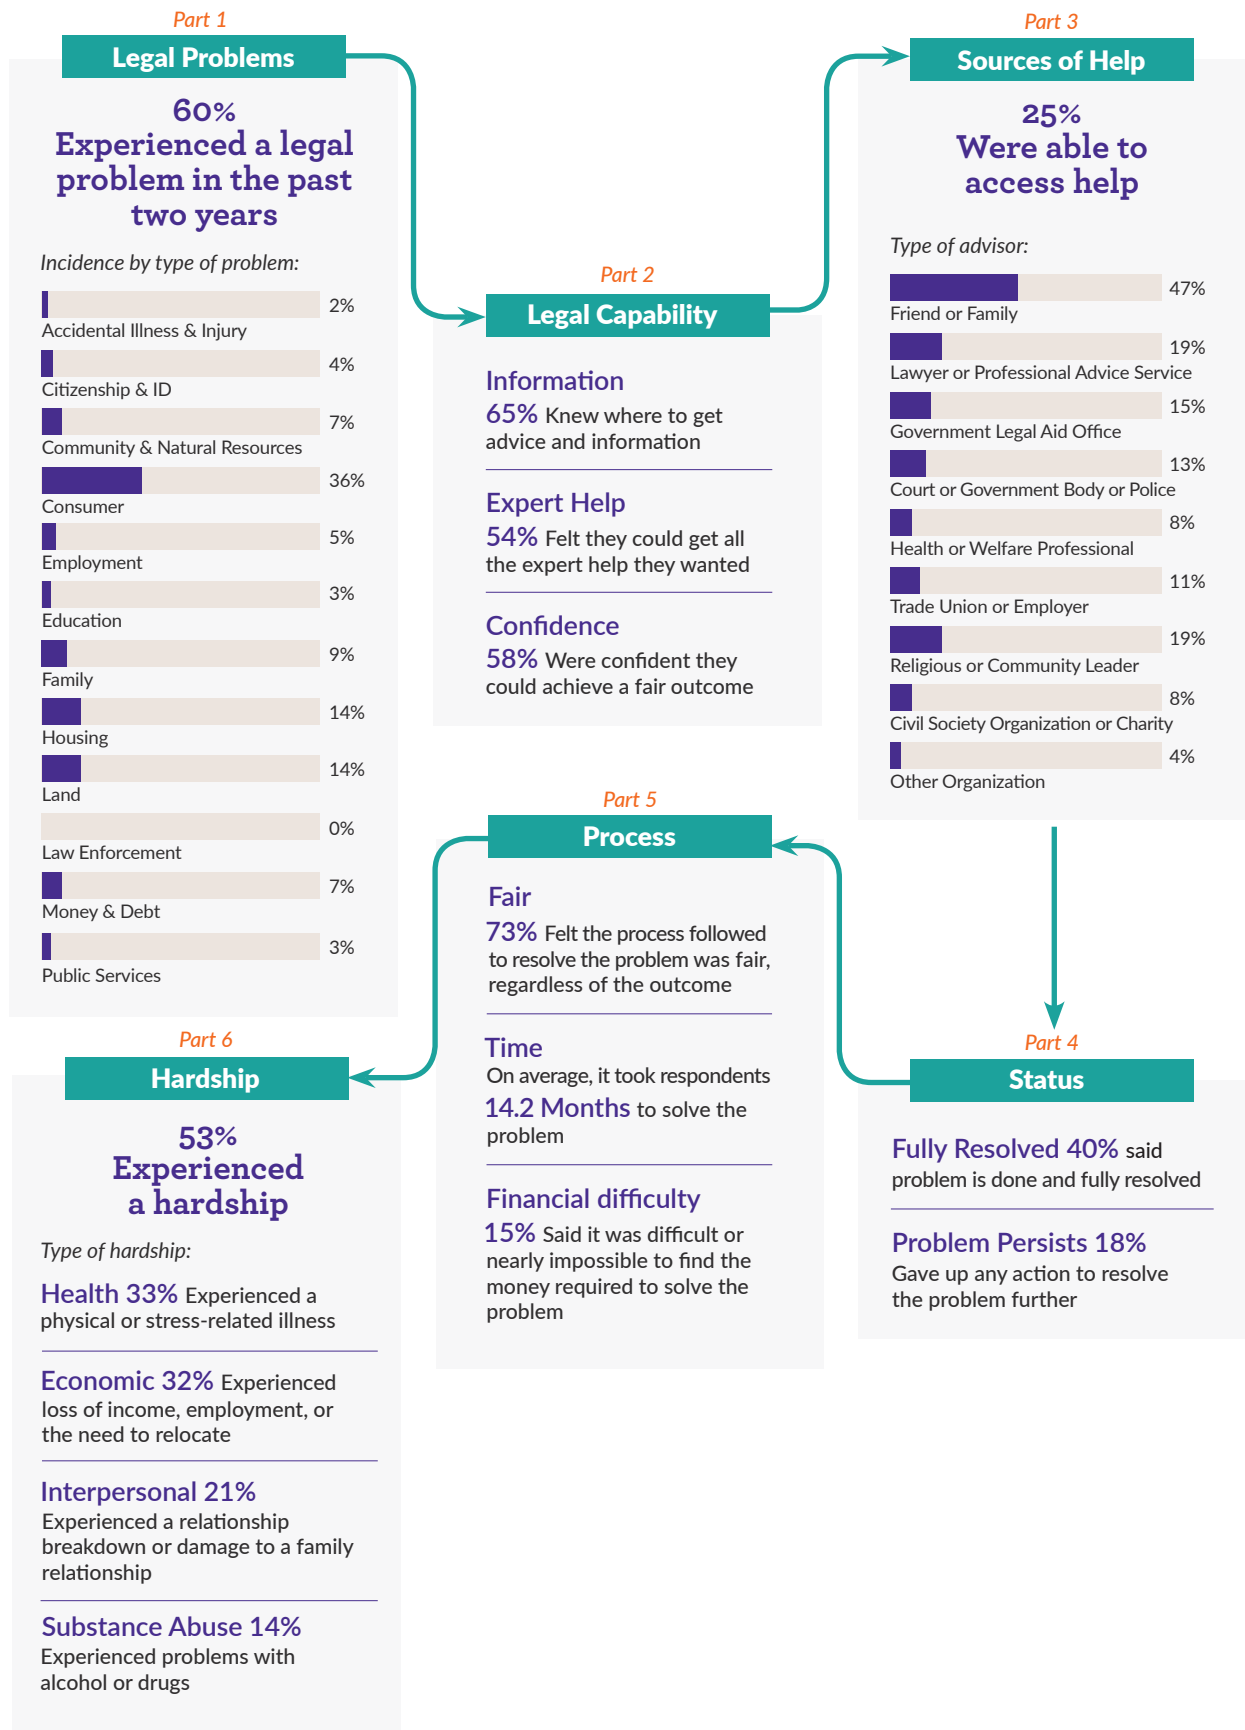 Part 1
Legal Problems
60%
Experienced a legal
problem in the past
two years
Incidence by type of problem:
2%
Accidental Illness & Injury
4%
Citizenship & ID
7%
Community & Natural Resources
36%
Consumer
5%
Employment
3%
Education
9%
Family
14%
Housing
14%
Land
0%
Law Enforcement
7%
Money & Debt
3%
Public Services
Part 2
Legal Capability
Information
65% Knew where to get
advice and information
Expert Help
54% Felt they could get all
the expert help they wanted
Confidence
58% Were confident they
could achieve a fair outcome
Part 3
Sources of Help
25%
Were able to
access help
Type of advisor:
47%
Friend or Family
19%
Lawyer or Professional Advice Service
15%
Government Legal Aid Office
13%
Court or Government Body or Police
8%
Health or Welfare Professional
11%
Trade Union or Employer
19%
Religious or Community Leader
8%
Civil Society Organization or Charity
4%
Other Organization
Part 4
Status
Fully Resolved 40% said
problem is done and fully resolved
Problem Persists 18%
Gave up any action to resolve
the problem further
Part 5
Process
Fair
73% Felt the process followed
to resolve the problem was fair,
regardless of the outcome
Time
On average, it took respondents
14.2 Months to solve the
problem
Financial difficulty
15% Said it was difficult or
nearly impossible to find the
money required to solve the
problem
Part 6
Hardship
53%
Experienced
a hardship
Type of hardship:
Health 33% Experienced a
physical or stress-related illness
Economic 32% Experienced
loss of income, employment, or
the need to relocate
Interpersonal 21%
Experienced a relationship
breakdown or damage to a family
relationship
Substance Abuse 14%
Experienced problems with
alcohol or drugs